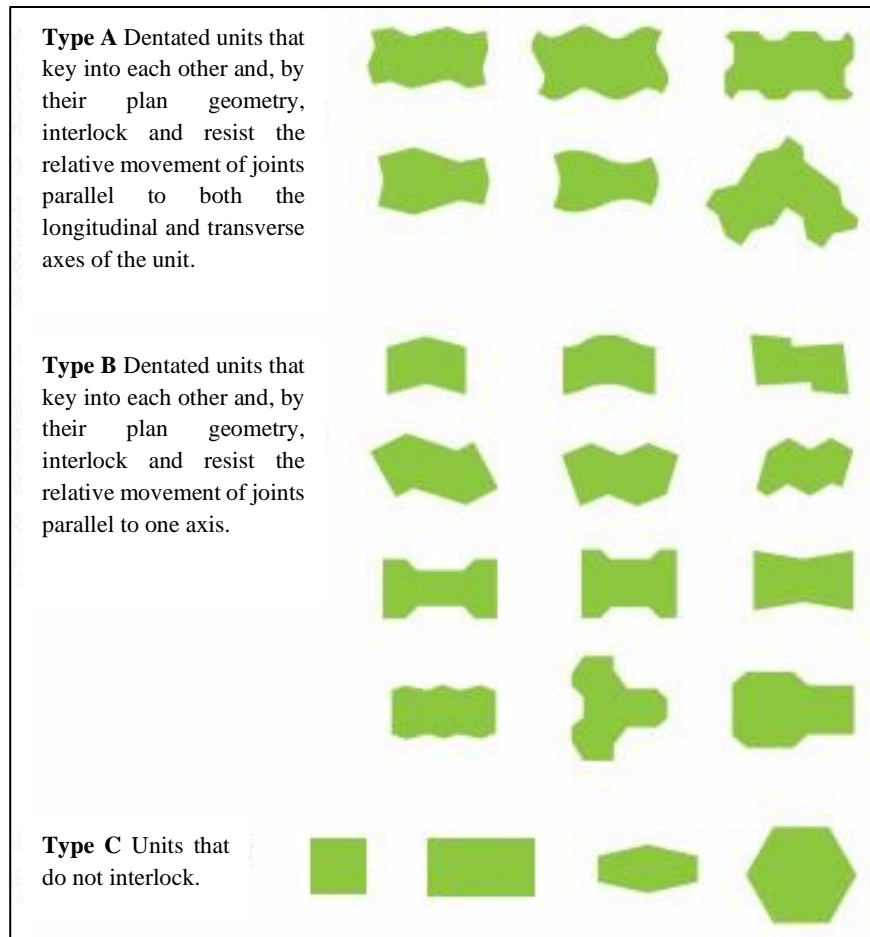 Type A Dentated units that
key into each other and, by
their plan geometry,
interlock and resist the
relative movement of joints
parallel to both the
longitudinal and transverse
axes of the unit.
Type B Dentated units that
key into each other and, by
their plan geometry,
interlock and resist the
relative movement of joints
parallel to one axis.
Type C Units that
do not interlock.